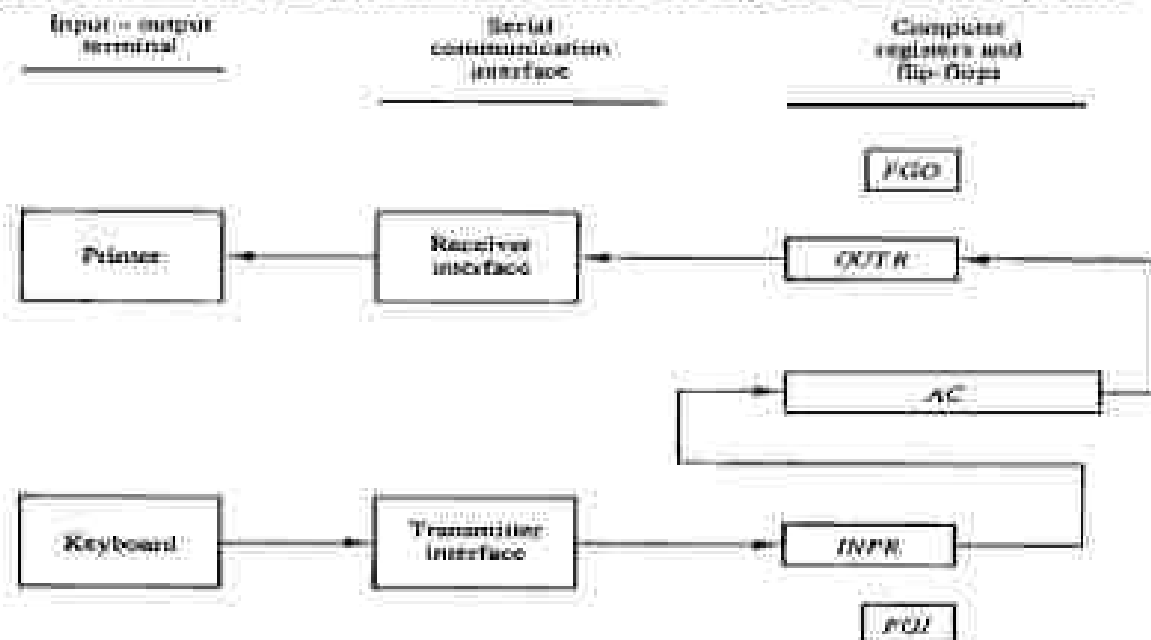 Input – output
terminal
Serial
communication
interface
Computer
registers and
flip-flops
FGO
Printer
Receiver
interface
OUTR
AC
Keyboard
Transmitter
interface
INPR
FGI